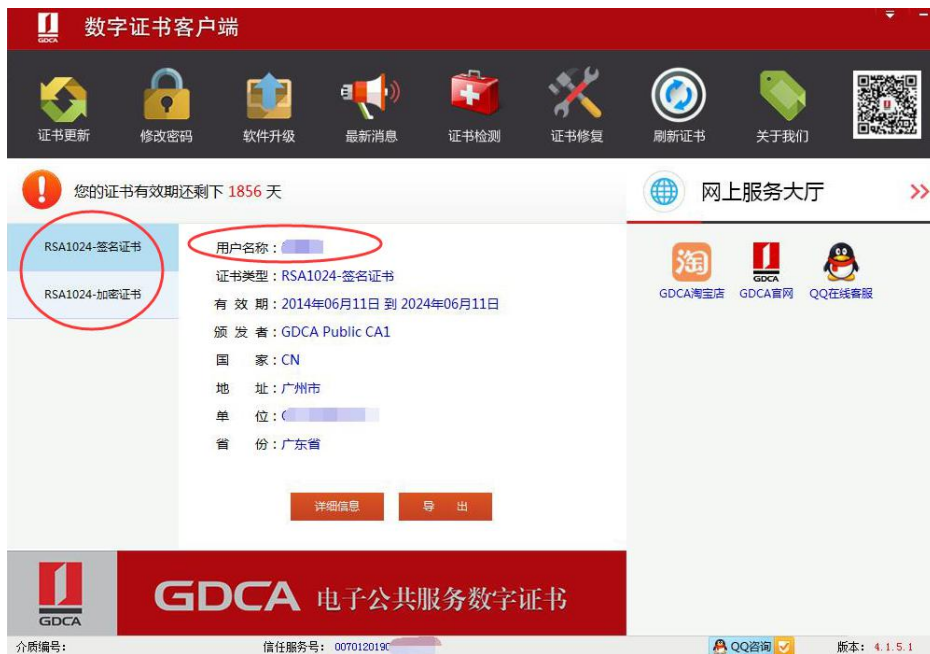 GDCA
数字证书客户端
证书更新
修改密码
软件升级
最新消息
证书检测
证书修复
刷新证书
关于我们
您的证书有效期还剩下 1856 天
网上服务大厅
RSA1024-签名证书
RSA1024-加密证书
用户名称：
证书类型：RSA1024-签名证书
有 效 期：2014年06月11日 到 2024年06月11日
颁 发 者：GDCA Public CA1
国 家：CN
地 址：广州市
单 位：
省 份：广东省
详细信息
导 出
淘
GDCA
GDCA淘宝店
GDCA官网
QQ在线客服
GDCA
GDCA 电子公共服务数字证书
介质编号：
信任服务号： 0070120190
QQ咨询
版本： 4.1.5.1